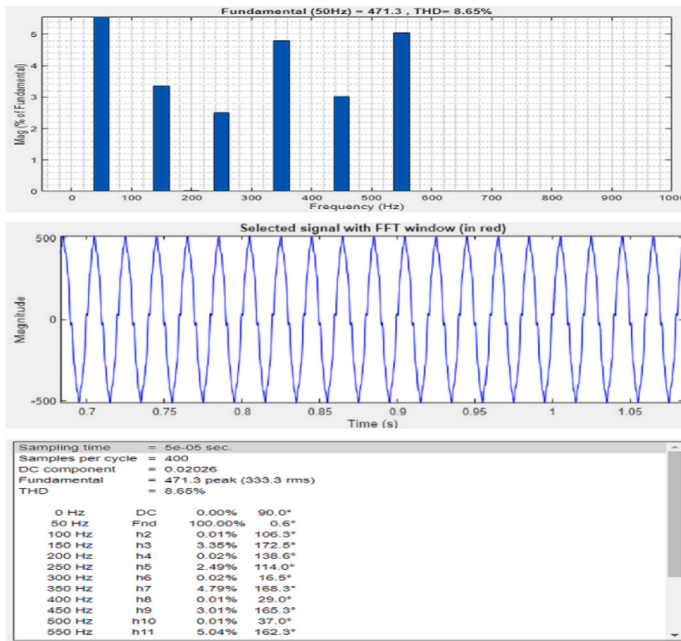 Fundamental (50Hz) = 471.3 , THD= 8.65%
Mag (% of Fundamental)
5
4
3
2
1
0
0 100 200 300 400 500 600 700 800 900 1000
Frequency (Hz)
Selected signal with FFT window (in red)
Magnitude
500
0
-500
0.7 0.75 0.8 0.85 0.9 0.95 1 1.05
Time (s)
Sampling time = 5e-05 sec.
Samples per cycle = 400
DC component = 0.02026
Fundamental = 471.3 peak (333.3 rms)
THD = 8.65%
0 Hz DC 0.00% 90.0°
50 Hz Fnd 100.00% 0.6°
100 Hz h2 0.01% 106.3°
150 Hz h3 3.35% 172.5°
200 Hz h4 0.02% 138.6°
250 Hz h5 2.49% 114.0°
300 Hz h6 0.02% 16.5°
350 Hz h7 4.79% 168.3°
400 Hz h8 0.01% 29.0°
450 Hz h9 3.01% 165.3°
500 Hz h10 0.01% 37.0°
550 Hz h11 5.04% 162.3°